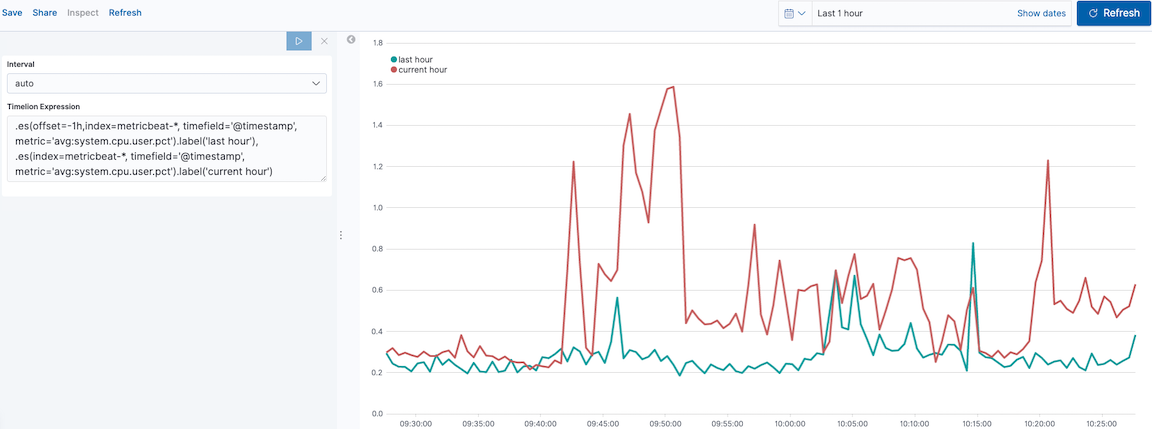 Save Share Inspect Refresh
Last 1 hour Show dates Refresh
Interval
auto
Timelion Expression
.es(offset=-1h,index=metricbeat-*, timefield='@timestamp',
metric='avg:system.cpu.user.pct').label('last hour'),
.es(index=metricbeat-*, timefield='@timestamp',
metric='avg:system.cpu.user.pct').label('current hour')
last hour
current hour
1.8
1.6
1.4
1.2
1.0
0.8
0.6
0.4
0.2
0.0
09:30:00 09:35:00 09:40:00 09:45:00 09:50:00 09:55:00 10:00:00 10:05:00 10:10:00 10:15:00 10:20:00 10:25:00